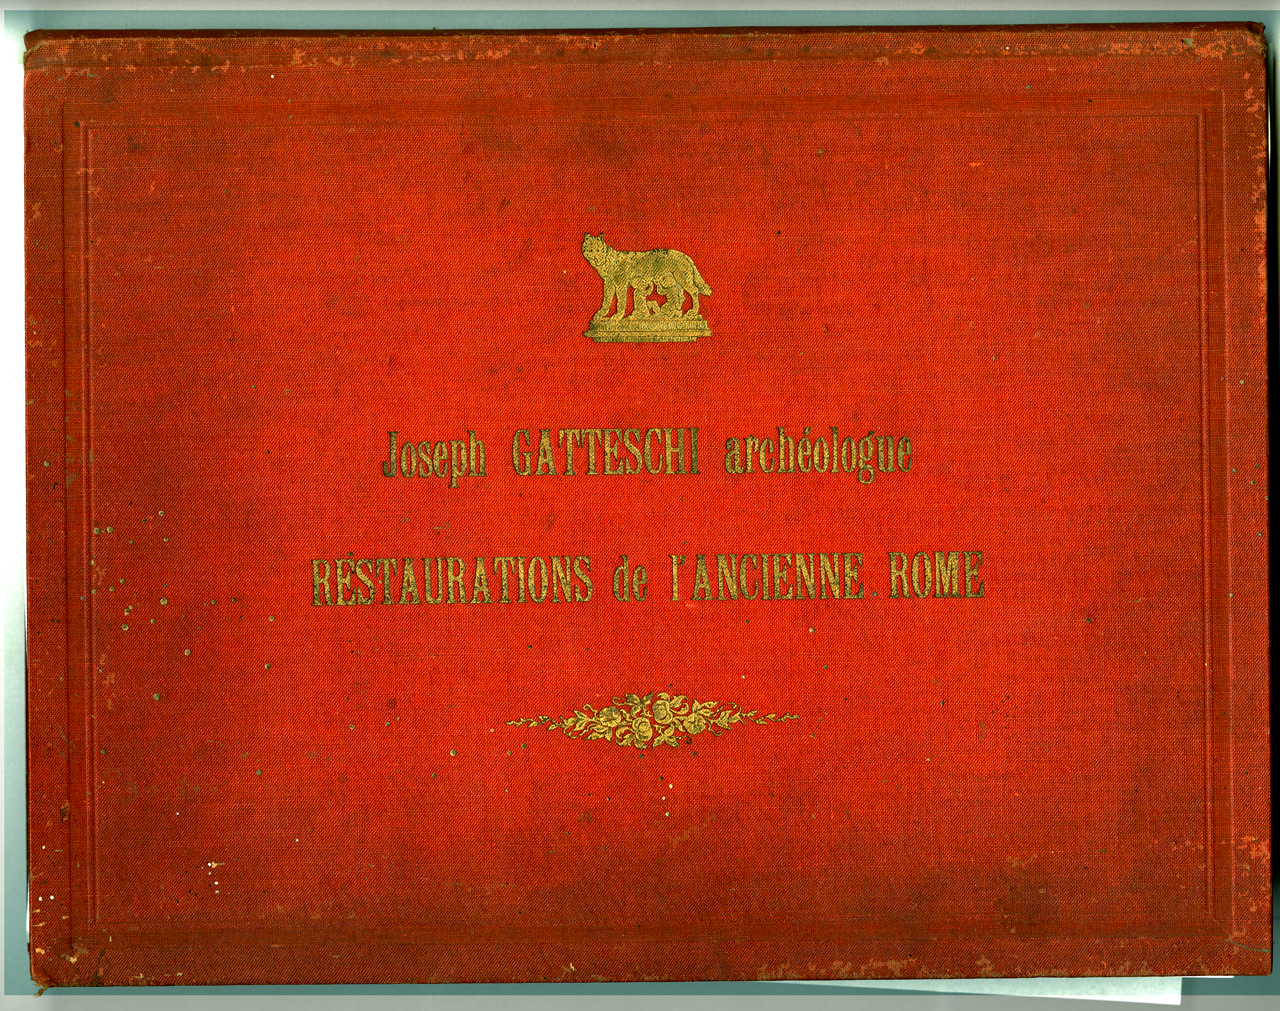 Joseph GATTESCHI archéologue
RESTAURATIONS de l'ANCIENNE ROME